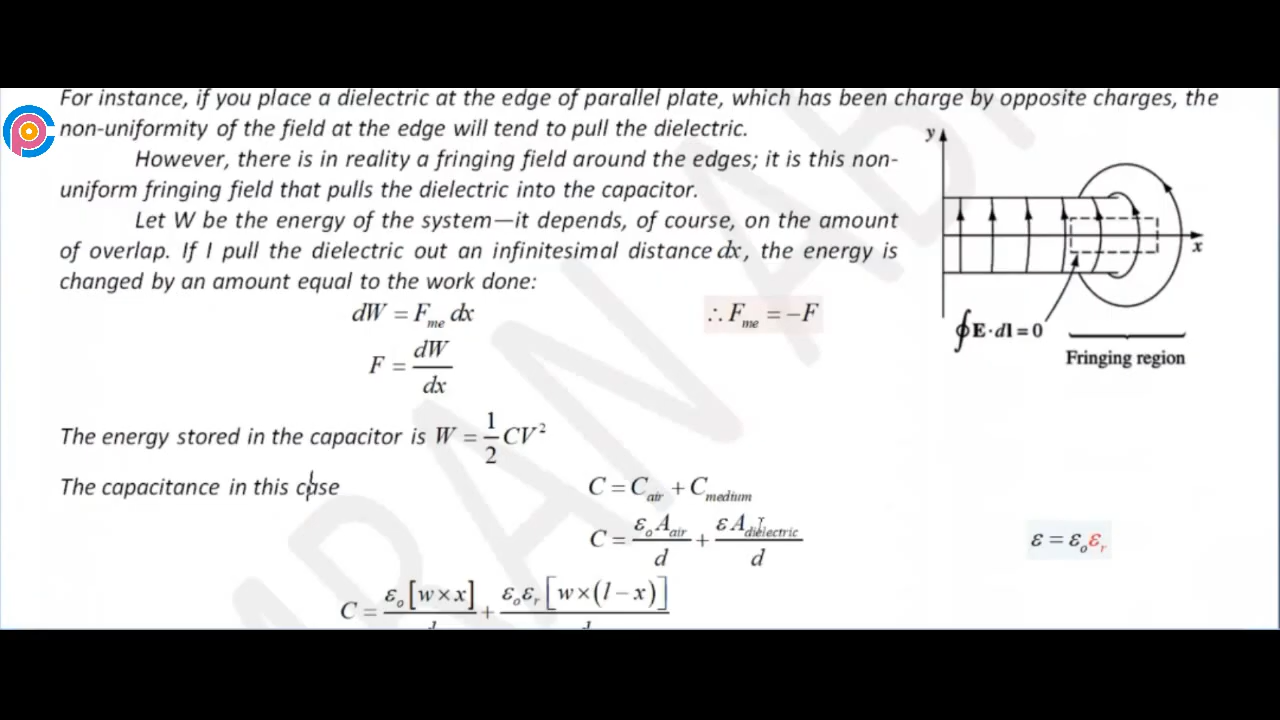 For instance, if you place a dielectric at the edge of parallel plate, which has been charge by opposite charges, the
non-uniformity of the field at the edge will tend to pull the dielectric.
However, there is in reality a fringing field around the edges; it is this non-
uniform fringing field that pulls the dielectric into the capacitor.
Let W be the energy of the system—it depends, of course, on the amount
of overlap. If I pull the dielectric out an infinitesimal distance dx, the energy is
changed by an amount equal to the work done:
y
x
∮E·dl = 0
Fringing region
dW = F_me dx ∴ F_me = −F
F = dW/dx
The energy stored in the capacitor is W = 1/2 CV²
The capacitance in this case C = C_air + C_medium
C = ε_o A_air / d + ε A_dielectric / d ε = ε_o ε_r
C = ε_o [w × x] / d + ε_o ε_r [w × (l − x)] / d